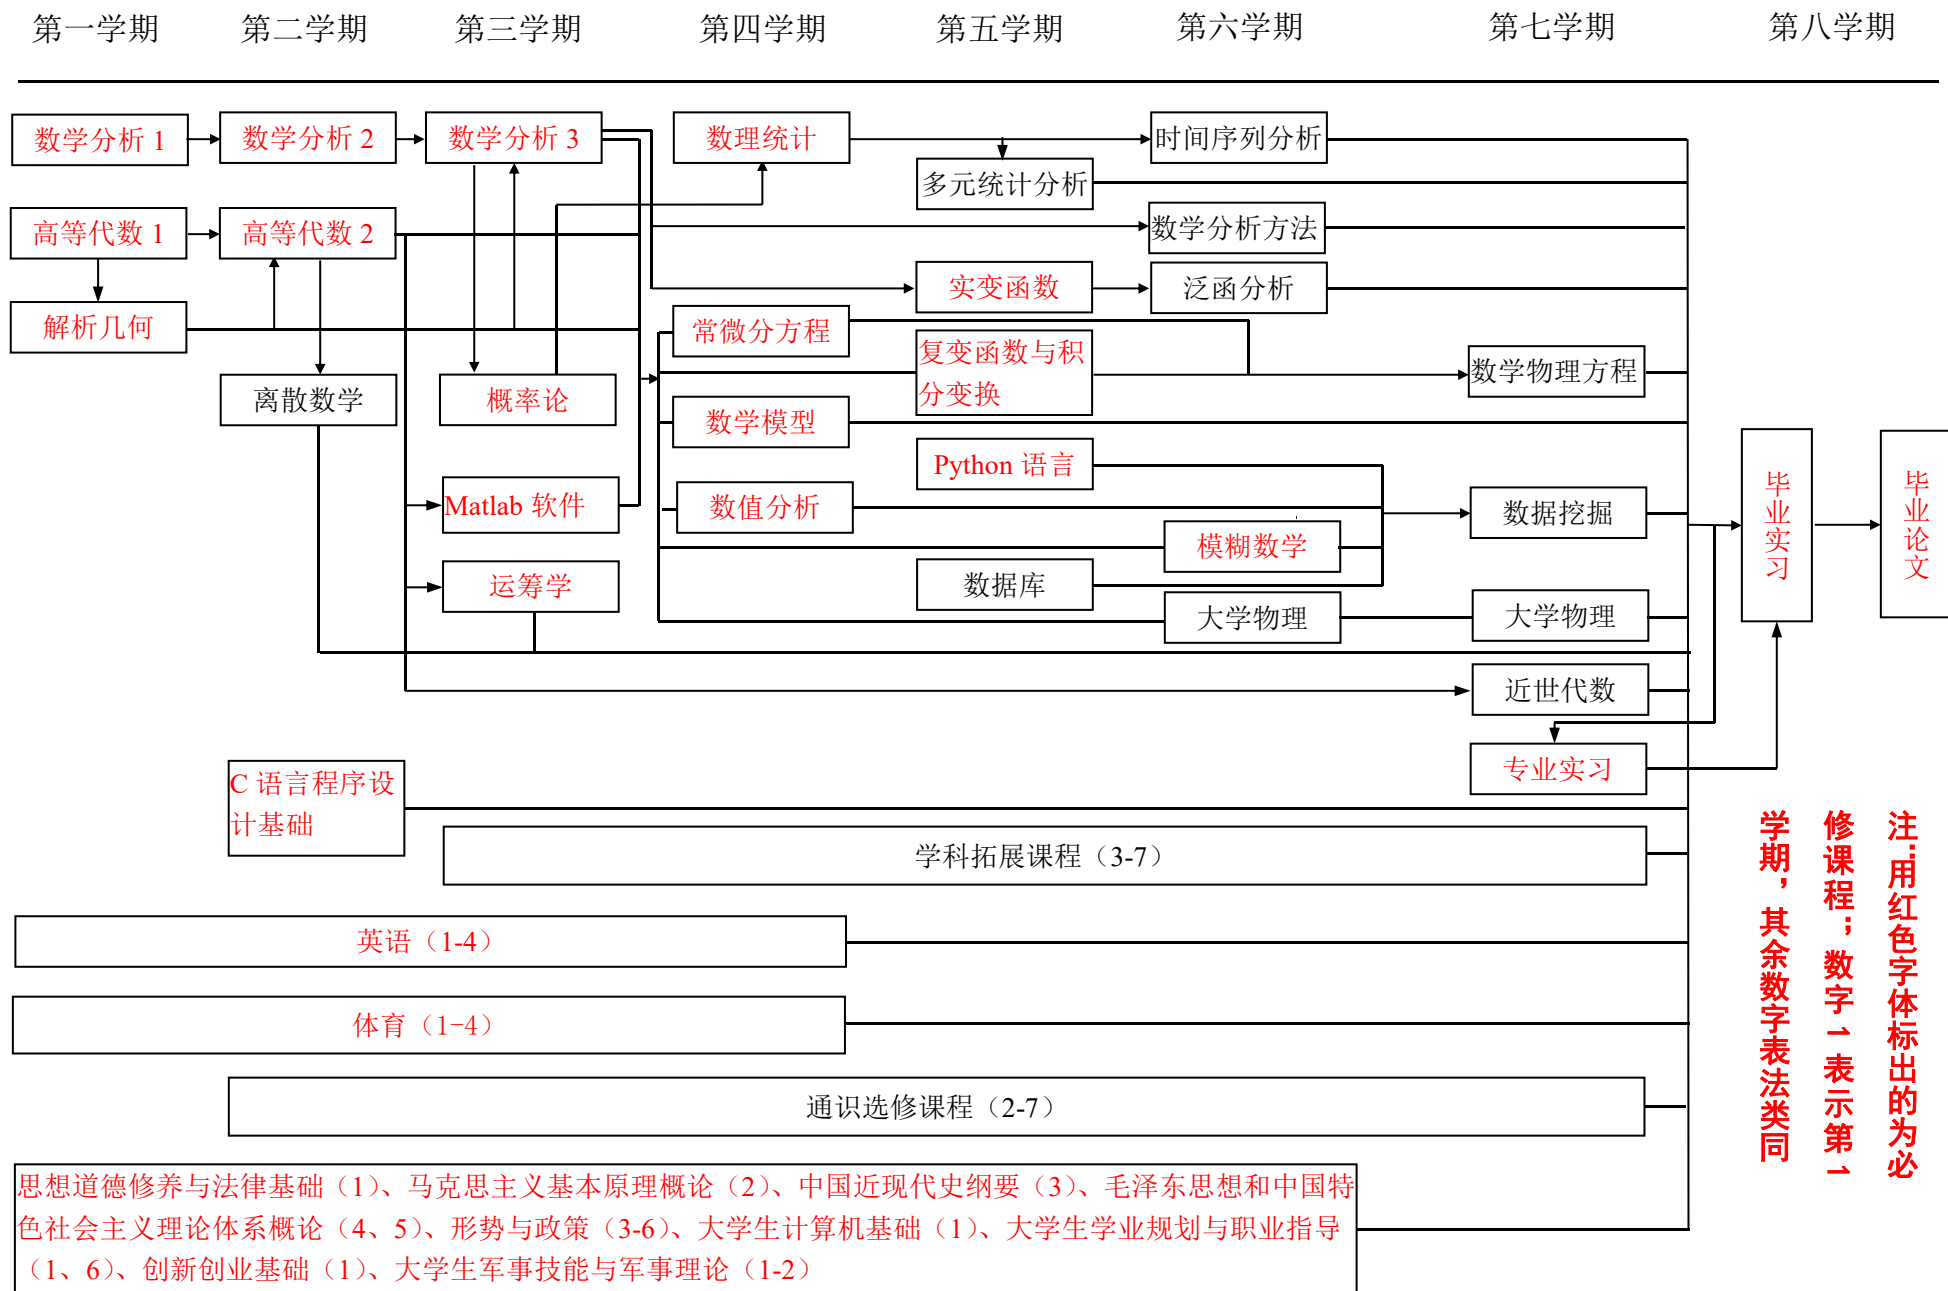 第一学期
第二学期
第三学期
第四学期
第五学期
第六学期
第七学期
第八学期
数学分析 1
数学分析 2
数学分析 3
数理统计
时间序列分析
多元统计分析
高等代数 1
高等代数 2
数学分析方法
实变函数
泛函分析
解析几何
常微分方程
复变函数与积
分变换
数学物理方程
离散数学
概率论
数学模型
Python 语言
Matlab 软件
数值分析
数据挖掘
模糊数学
运筹学
数据库
大学物理
大学物理
近世代数
专业实习
毕业实习
毕业论文
C 语言程序设
计基础
学科拓展课程（3-7）
英语（1-4）
体育（1-4）
通识选修课程（2-7）
思想道德修养与法律基础（1）、马克思主义基本原理概论（2）、中国近现代史纲要（3）、毛泽东思想和中国特
色社会主义理论体系概论（4、5）、形势与政策（3-6）、大学生计算机基础（1）、大学生学业规划与职业指导
（1、6）、创新创业基础（1）、大学生军事技能与军事理论（1-2）
注：用红色字体标出的为必
修课程；数字 1 表示第 1
学期，其余数字表法类同